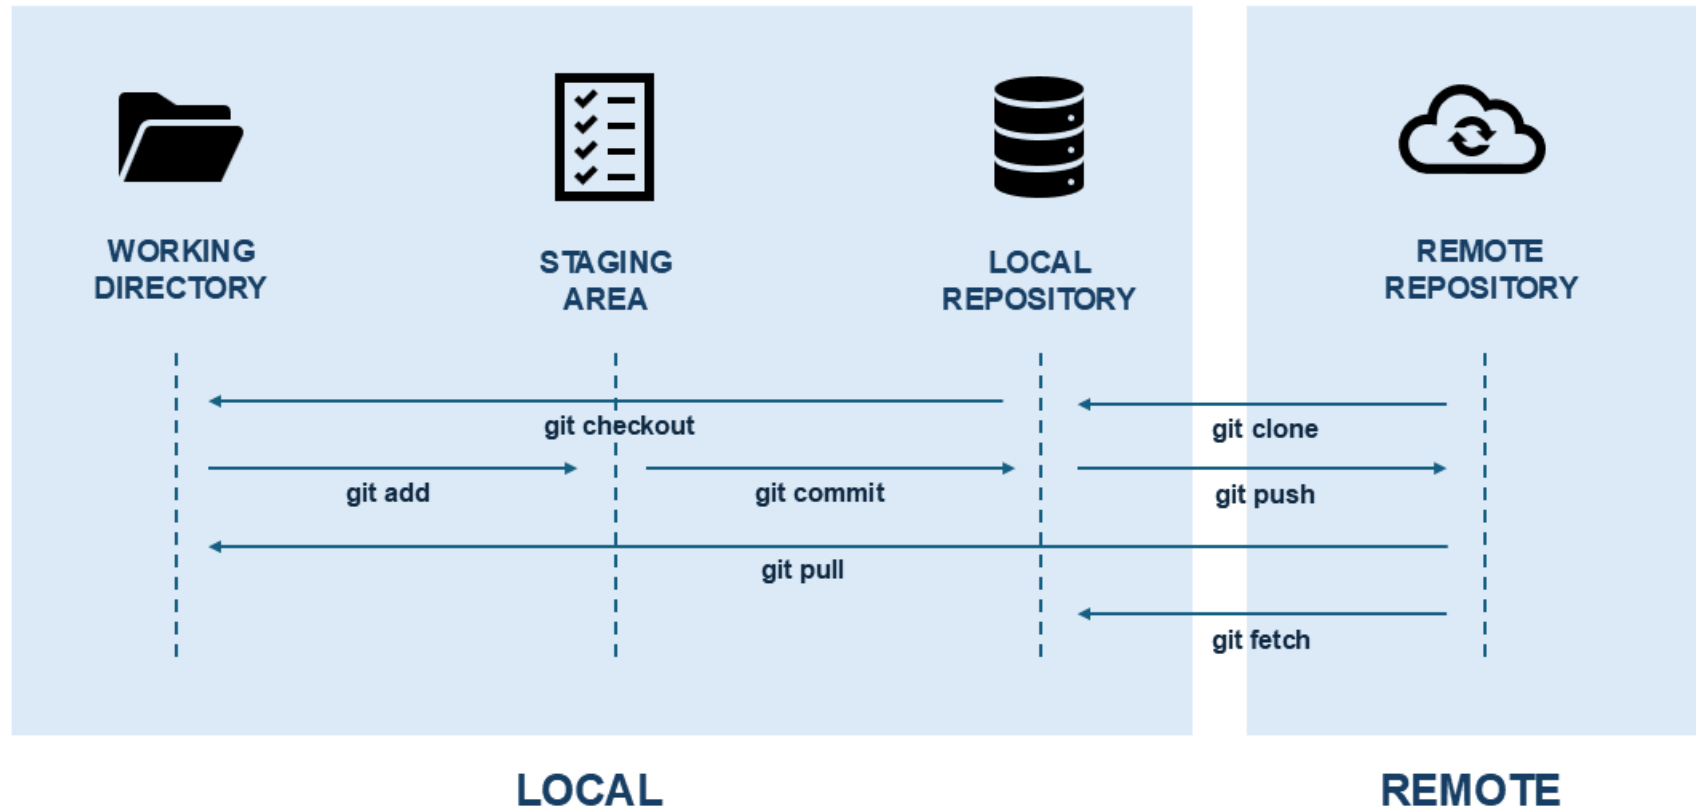 WORKING
DIRECTORY
STAGING
AREA
LOCAL
REPOSITORY
REMOTE
REPOSITORY
git checkout
git clone
git add
git commit
git push
git pull
git fetch
LOCAL
REMOTE